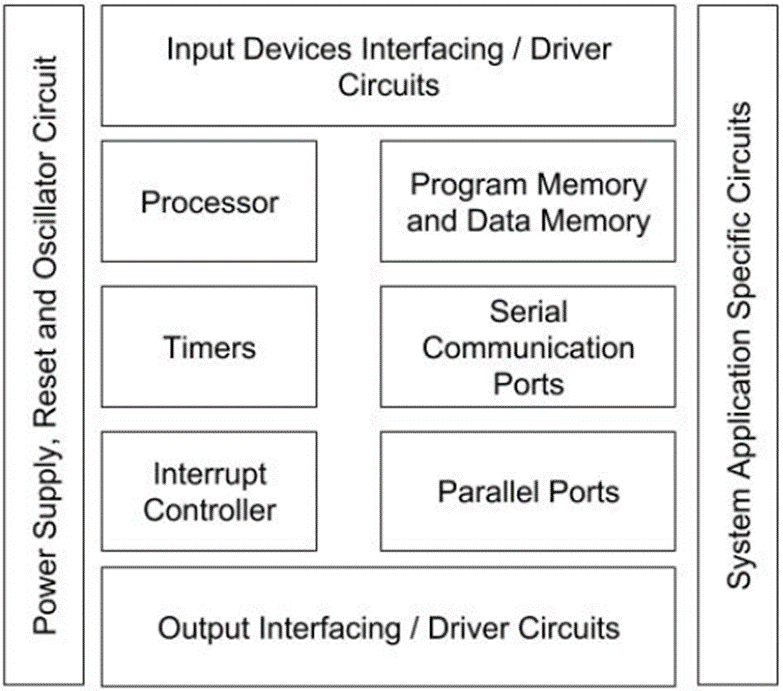 Power Supply, Reset and Oscillator Circuit
Input Devices Interfacing / Driver
Circuits
Processor
Program Memory
and Data Memory
Timers
Serial
Communication
Ports
Interrupt
Controller
Parallel Ports
Output Interfacing / Driver Circuits
System Application Specific Circuits